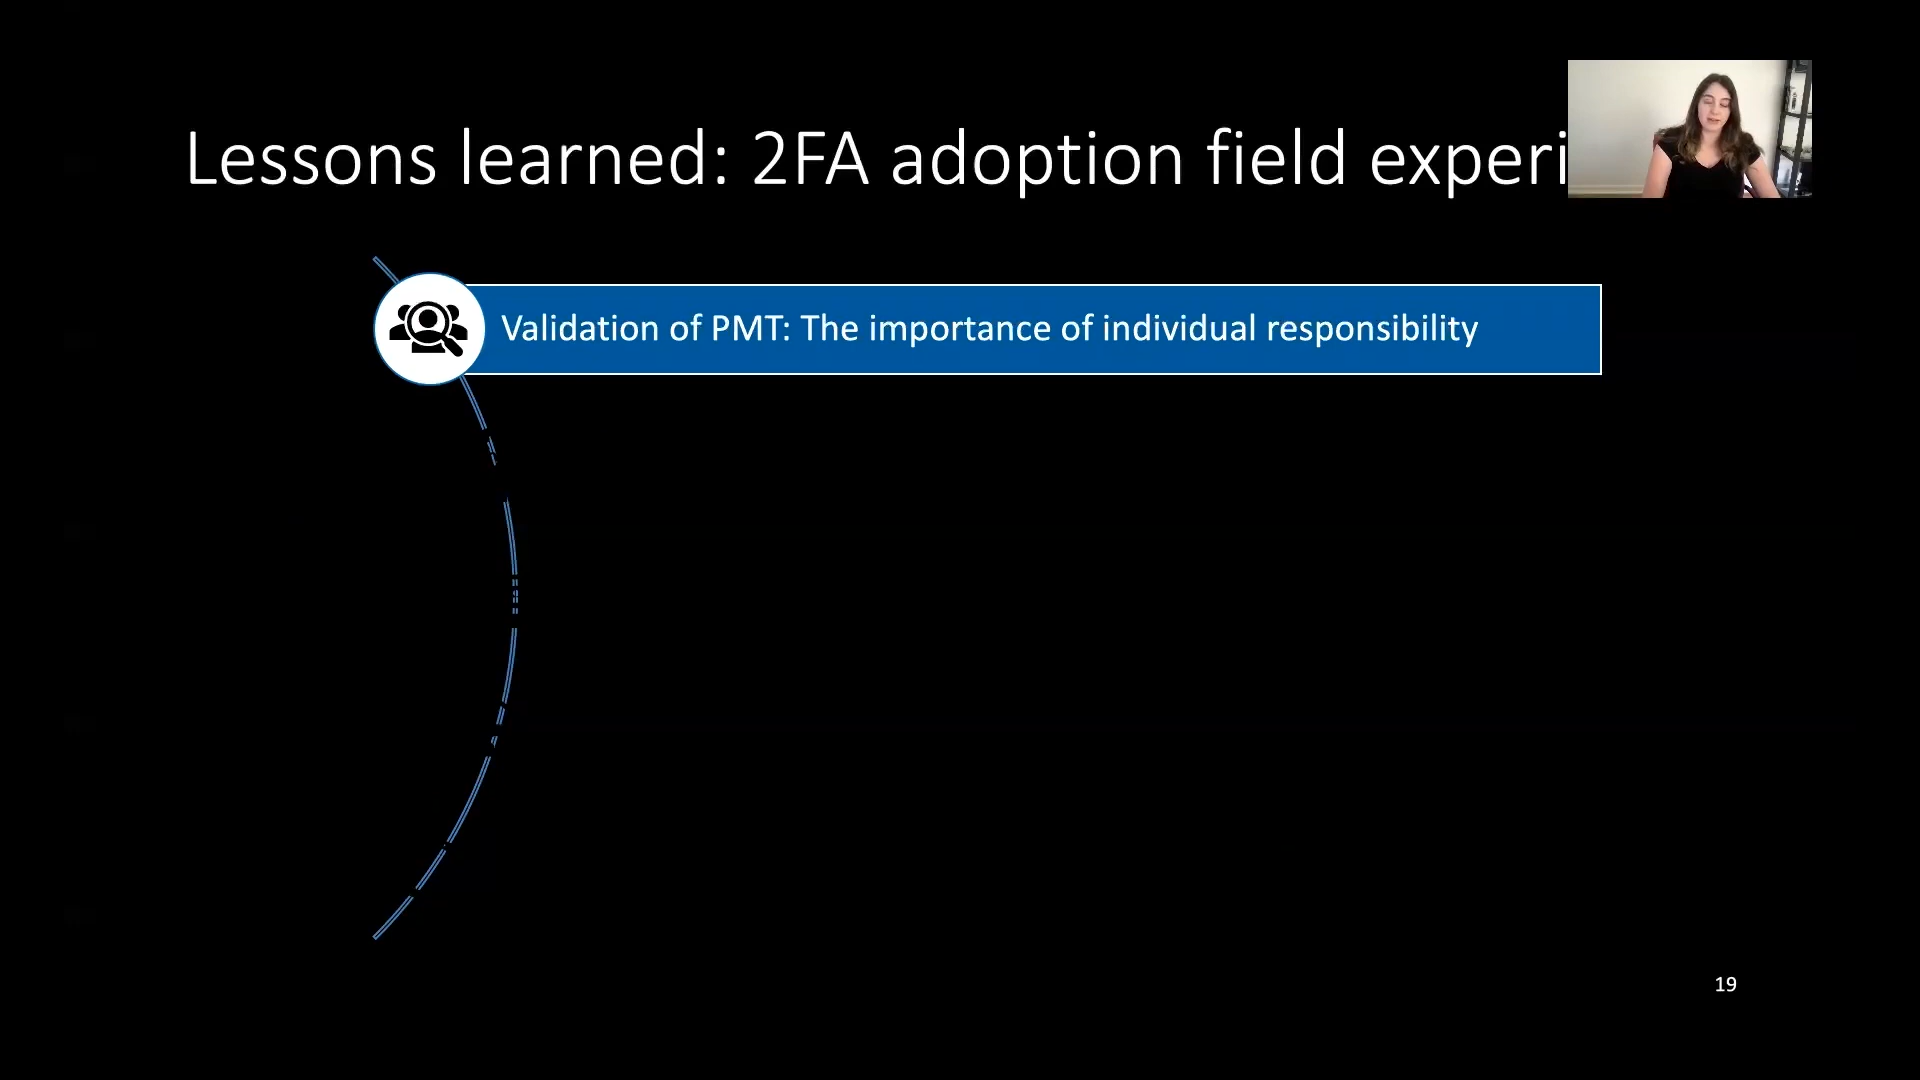 Lessons learned: 2FA adoption field experi
Validation of PMT: The importance of individual responsibility
19